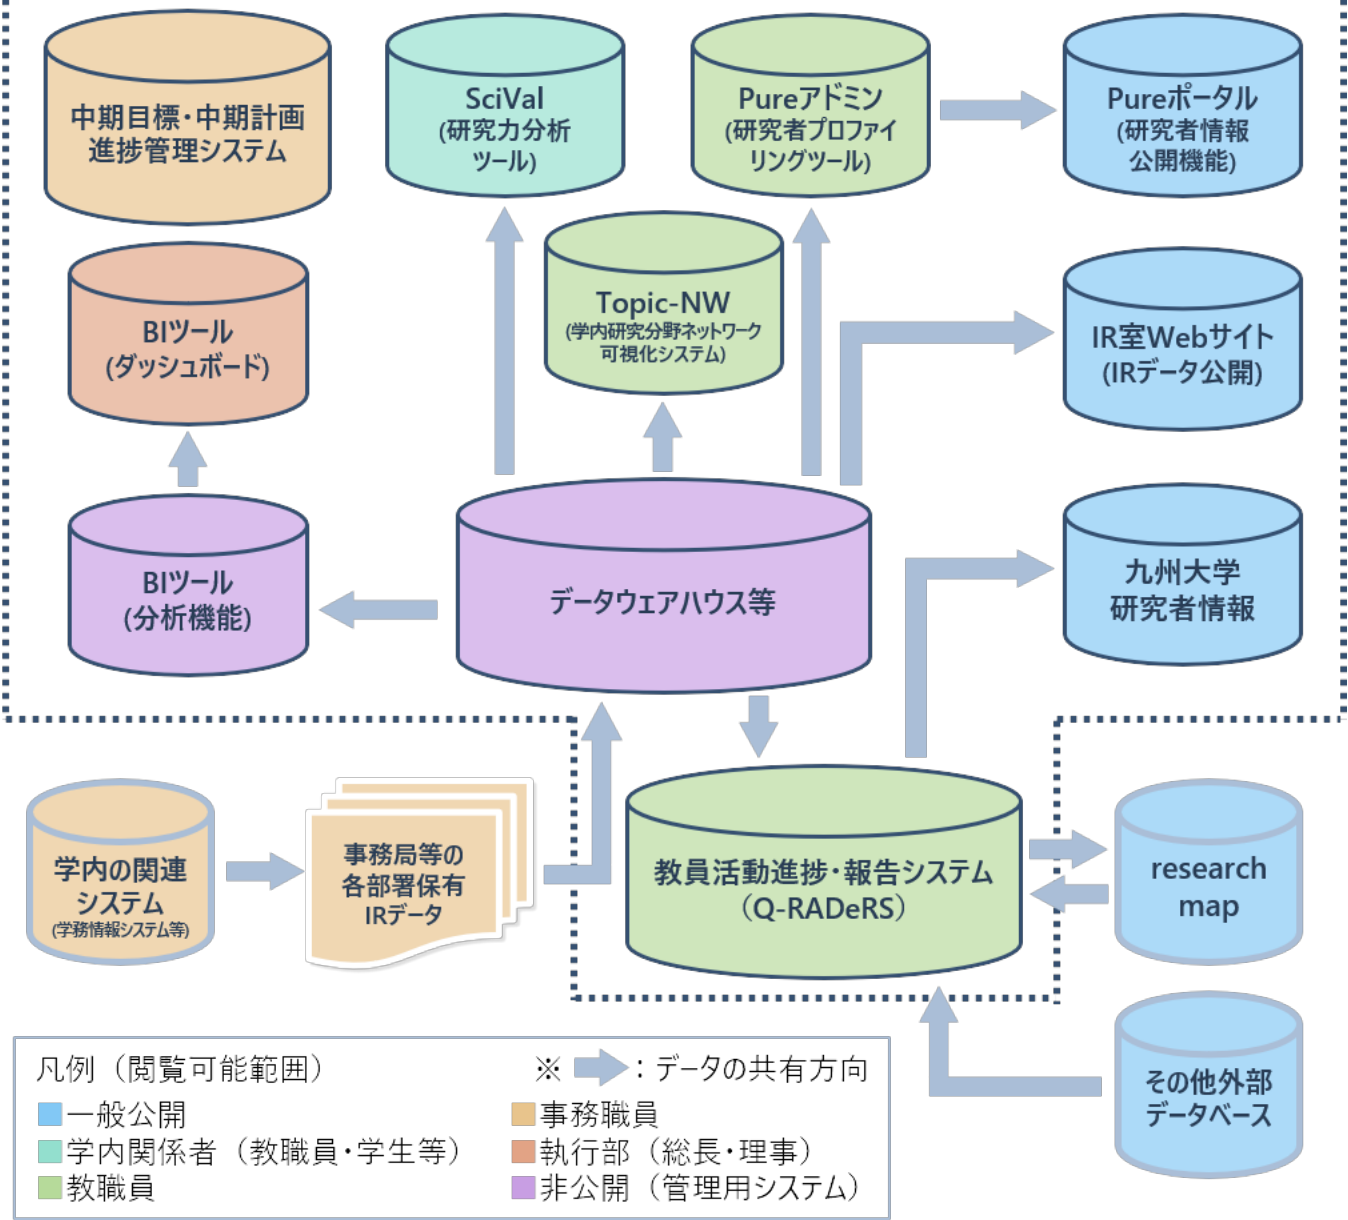 中期目標・中期計画
進捗管理システム
SciVal
(研究力分析
ツール)
Pureアドミン
(研究者プロファイ
リングツール)
Pureポータル
(研究者情報
公開機能)
BIツール
(ダッシュボード)
Topic-NW
(学内研究分野ネットワーク
可視化システム)
IR室Webサイト
(IRデータ公開)
BIツール
(分析機能)
データウェアハウス等
九州大学
研究者情報
学内の関連
システム
(学務情報システム等)
事務局等の
各部署保有
IRデータ
教員活動進捗・報告システム
（Q-RADeRS）
research
map
その他外部
データベース
凡例（閲覧可能範囲）
※ ：データの共有方向
一般公開
事務職員
学内関係者（教職員・学生等）
執行部（総長・理事）
教職員
非公開（管理用システム）